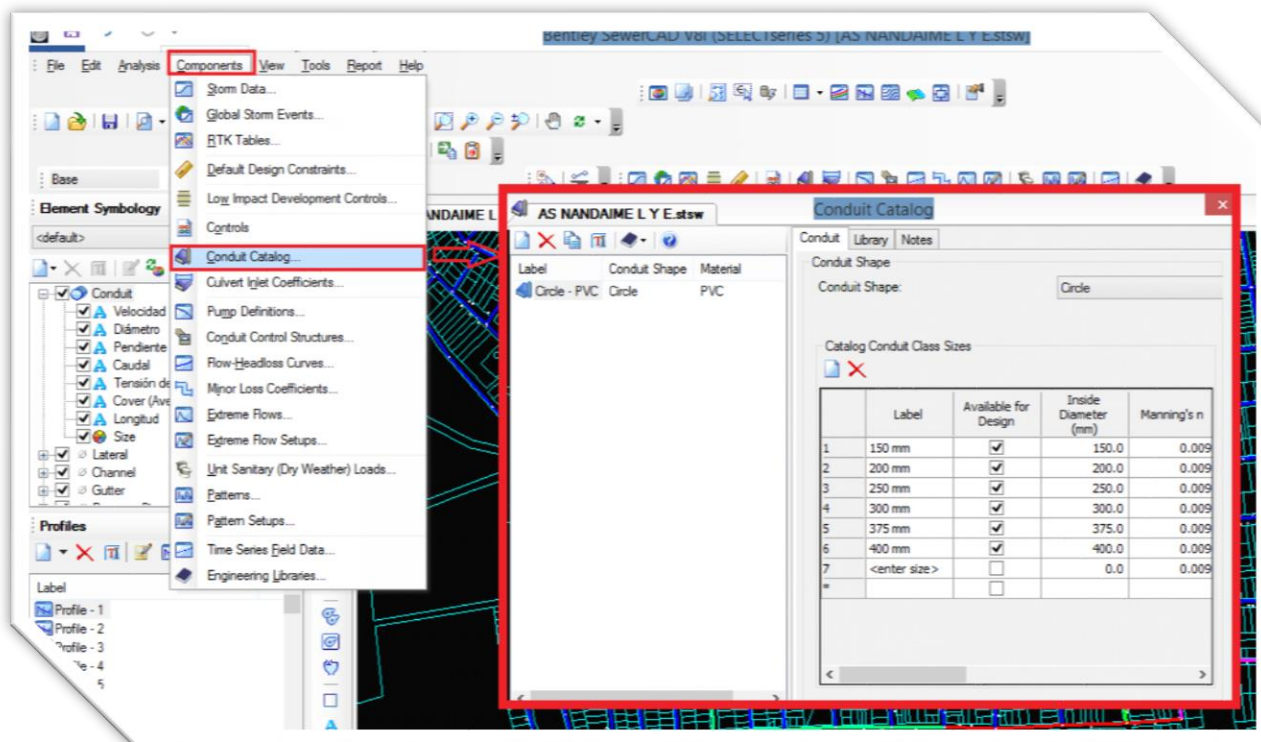 Bentley SewerCAD V8i (SELECTseries 5) [AS NANDAIME L Y E.stsw]
File Edit Analysis Components View Tools Report Help
Storm Data...
Global Storm Events...
RTK Tables...
Default Design Constraints...
Low Impact Development Controls...
Controls
Conduit Catalog...
Culvert Inlet Coefficients...
Pump Definitions...
Conduit Control Structures...
Flow-Headloss Curves...
Minor Loss Coefficients...
Extreme Flows...
Extreme Flow Setups...
Unit Sanitary (Dry Weather) Loads...
Patterns...
Pattern Setups...
Time Series Field Data...
Engineering Libraries...
Base
Element Symbology
<default>
Conduit
Velocidad
Diámetro
Pendiente
Caudal
Tensión de
Cover (Ave
Longitud
Size
Lateral
Channel
Gutter
Profiles
Label
Profile - 1
Profile - 2
Profile - 3
- 4
5
ANDAIME L
AS NANDAIME L Y E.stsw
Conduit Catalog
Label Conduit Shape Material
Circle - PVC Circle PVC
Conduit Library Notes
Conduit Shape
Conduit Shape: Circle
Catalog Conduit Class Sizes
Label Available for Design Inside Diameter (mm) Manning's n
1 150 mm 150.0 0.009
2 200 mm 200.0 0.009
3 250 mm 250.0 0.009
4 300 mm 300.0 0.009
5 375 mm 375.0 0.009
6 400 mm 400.0 0.009
7 <enter size> 0.0 0.009
*